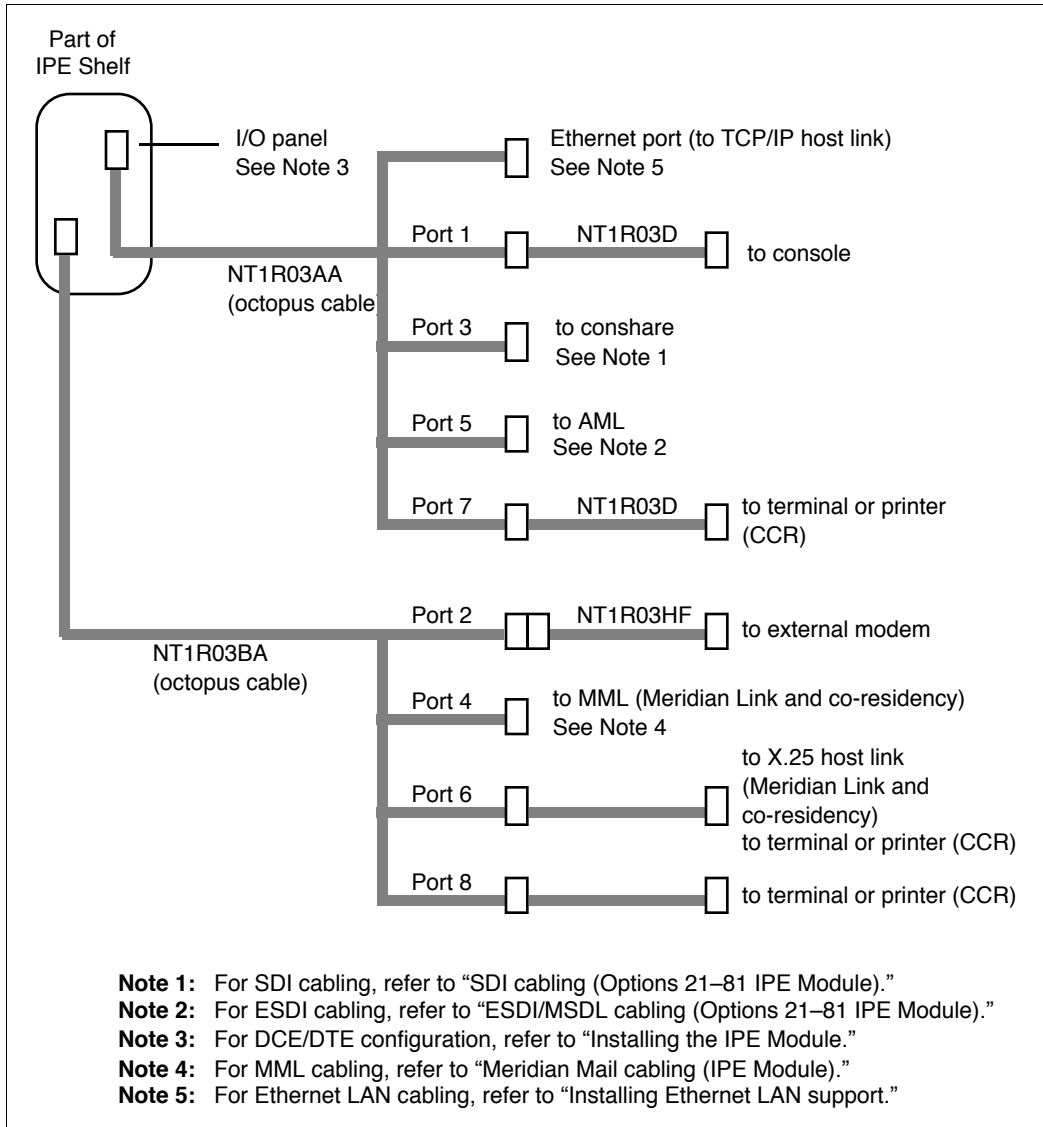 Part of
IPE Shelf
I/O panel
See Note 3
Ethernet port (to TCP/IP host link)
See Note 5
Port 1
NT1R03D
to console
NT1R03AA
(octopus cable)
Port 3
to conshare
See Note 1
Port 5
to AML
See Note 2
Port 7
NT1R03D
to terminal or printer
(CCR)
Port 2
NT1R03HF
to external modem
NT1R03BA
(octopus cable)
Port 4
to MML (Meridian Link and co-residency)
See Note 4
Port 6
to X.25 host link
(Meridian Link and
co-residency)
to terminal or printer (CCR)
Port 8
to terminal or printer (CCR)
Note 1: For SDI cabling, refer to “SDI cabling (Options 21–81 IPE Module).”
Note 2: For ESDI cabling, refer to “ESDI/MSDL cabling (Options 21–81 IPE Module).”
Note 3: For DCE/DTE configuration, refer to “Installing the IPE Module.”
Note 4: For MML cabling, refer to “Meridian Mail cabling (IPE Module).”
Note 5: For Ethernet LAN cabling, refer to “Installing Ethernet LAN support.”